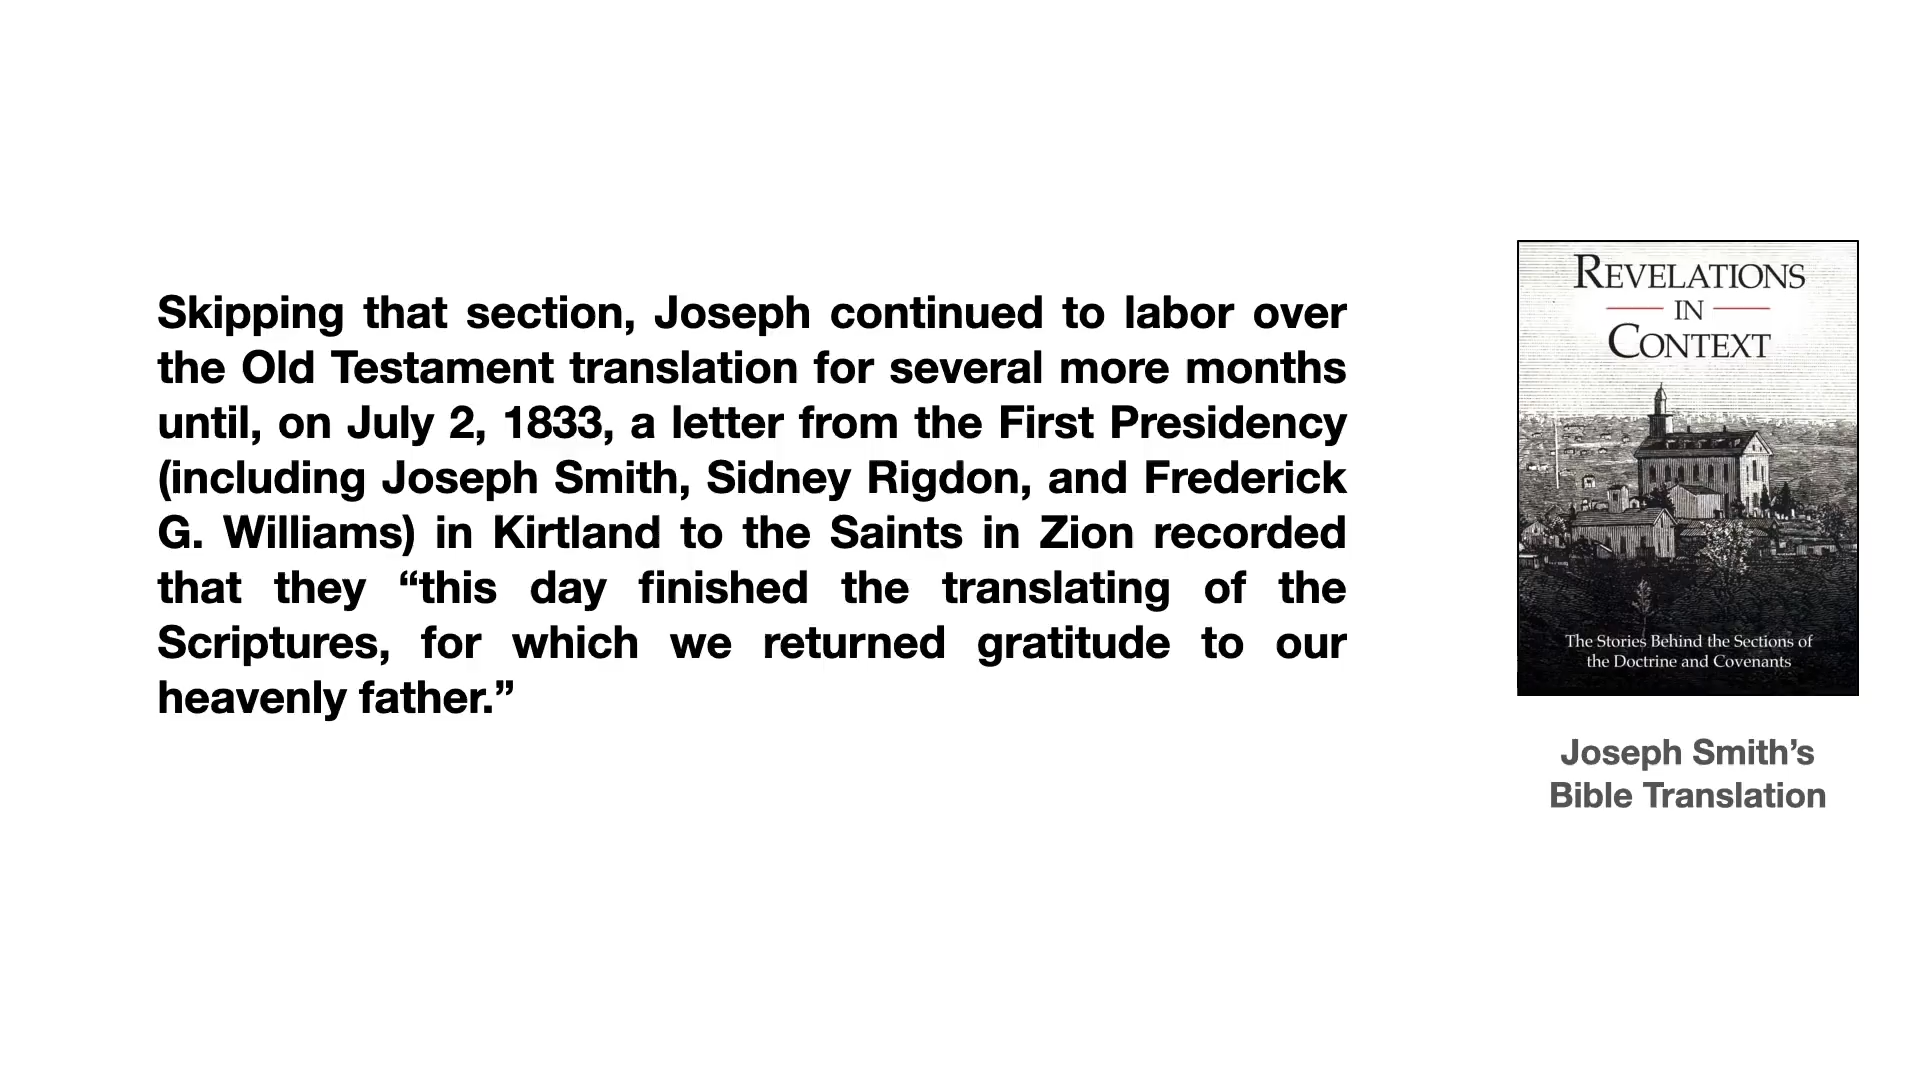 Skipping that section, Joseph continued to labor over
the Old Testament translation for several more months
until, on July 2, 1833, a letter from the First Presidency
(including Joseph Smith, Sidney Rigdon, and Frederick
G. Williams) in Kirtland to the Saints in Zion recorded
that they “this day finished the translating of the
Scriptures, for which we returned gratitude to our
heavenly father.”
REVELATIONS
IN
CONTEXT
The Stories Behind the Sections of
the Doctrine and Covenants
Joseph Smith’s
Bible Translation